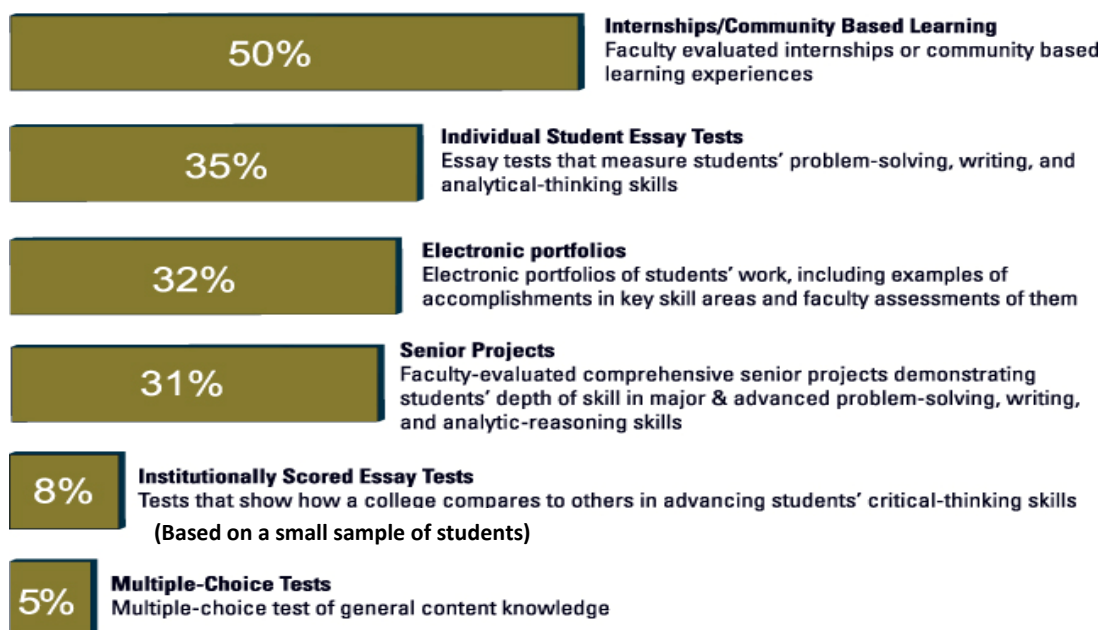 50%
Internships/Community Based Learning
Faculty evaluated internships or community based
learning experiences
35%
Individual Student Essay Tests
Essay tests that measure students’ problem-solving, writing, and
analytical-thinking skills
32%
Electronic portfolios
Electronic portfolios of students’ work, including examples of
accomplishments in key skill areas and faculty assessments of them
31%
Senior Projects
Faculty-evaluated comprehensive senior projects demonstrating
students’ depth of skill in major & advanced problem-solving, writing,
and analytic-reasoning skills
8%
Institutionally Scored Essay Tests
Tests that show how a college compares to others in advancing students’ critical-thinking skills
(Based on a small sample of students)
5%
Multiple-Choice Tests
Multiple-choice test of general content knowledge